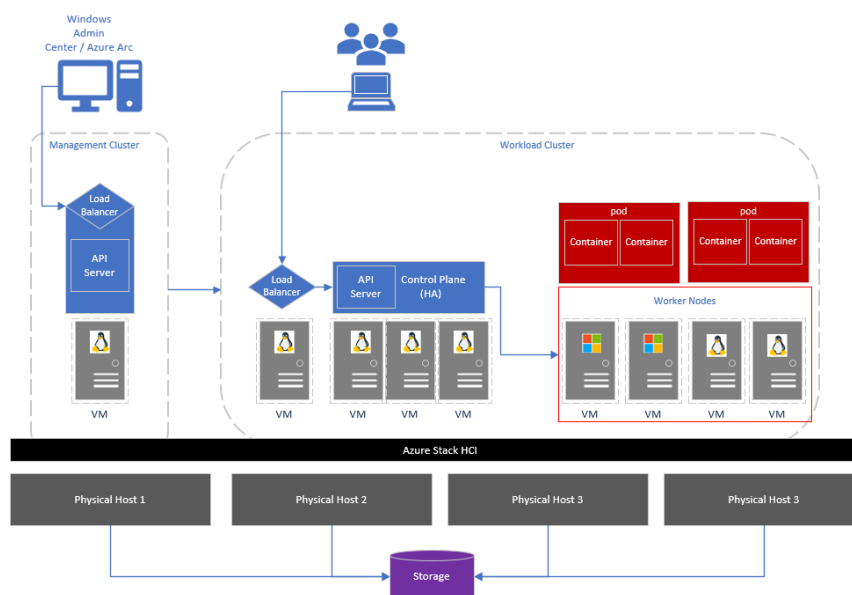 Windows
Admin
Center / Azure Arc
Management Cluster
Workload Cluster
Load
Balancer
API
Server
VM
Load
Balancer
API
Server
Control Plane
(HA)
VM
VM
VM
VM
pod
Container
Container
pod
Container
Container
Worker Nodes
VM
VM
VM
VM
Azure Stack HCI
Physical Host 1
Physical Host 2
Physical Host 3
Physical Host 3
Storage